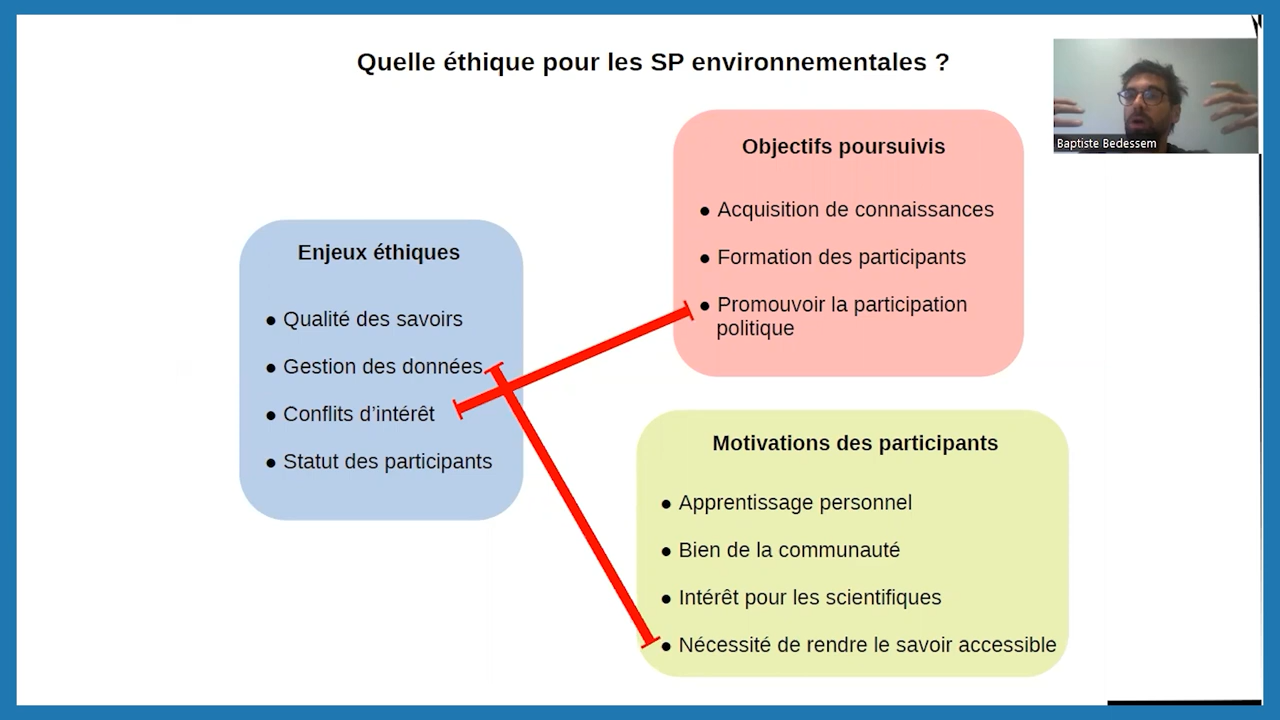 Quelle éthique pour les SP environnementales ?
Baptiste Bedessem
Enjeux éthiques
● Qualité des savoirs
● Gestion des données
● Conflits d’intérêt
● Statut des participants
Objectifs poursuivis
● Acquisition de connaissances
● Formation des participants
● Promouvoir la participation
politique
Motivations des participants
● Apprentissage personnel
● Bien de la communauté
● Intérêt pour les scientifiques
● Nécessité de rendre le savoir accessible